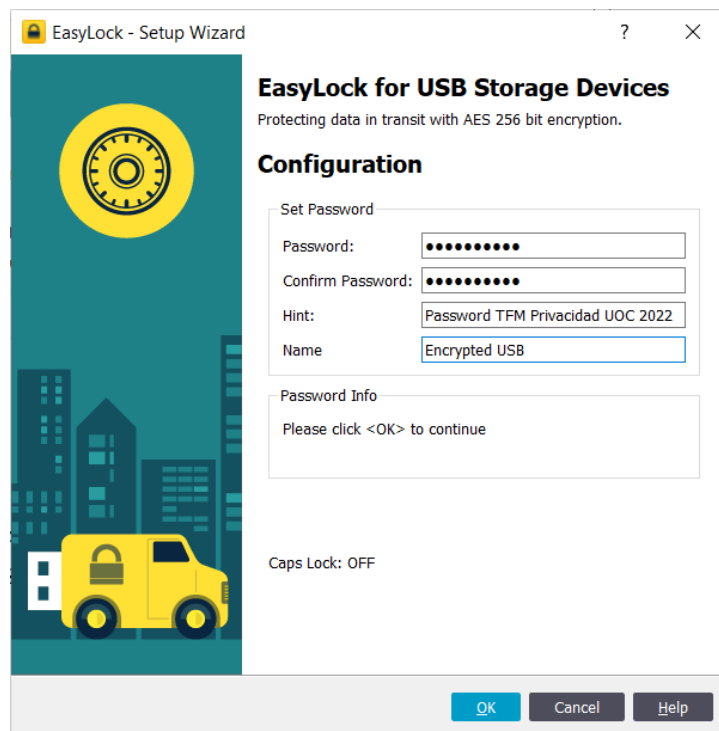 EasyLock - Setup Wizard ?
EasyLock for USB Storage Devices
Protecting data in transit with AES 256 bit encryption.
Configuration
Set Password
Password: ●●●●●●●●●●
Confirm Password: ●●●●●●●●●●
Hint: Password TFM Privacidad UOC 2022
Name Encrypted USB
Password Info
Please click <OK> to continue
Caps Lock: OFF
OK Cancel Help